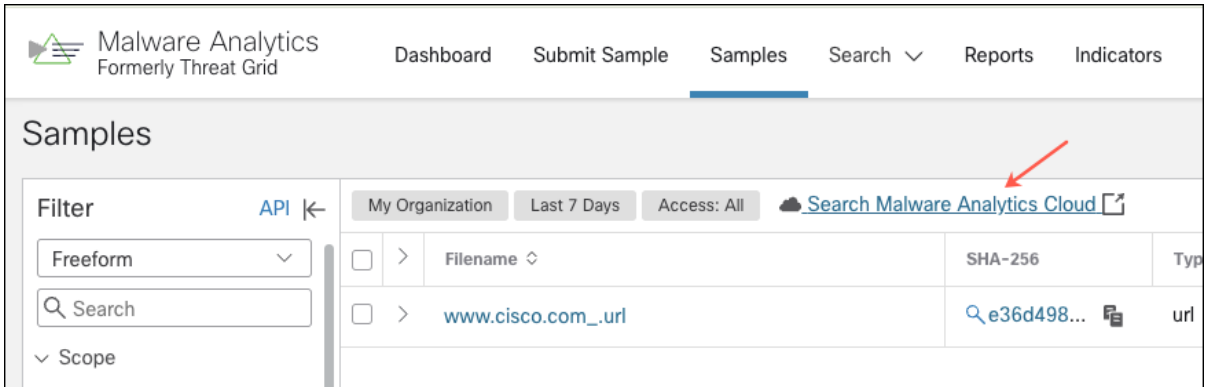 Malware Analytics
Formerly Threat Grid
Dashboard Submit Sample Samples Search Reports Indicators
Samples
Filter API
My Organization Last 7 Days Access: All Search Malware Analytics Cloud
Freeform
Filename SHA-256 Typ
Search
www.cisco.com_.url e36d498... url
Scope